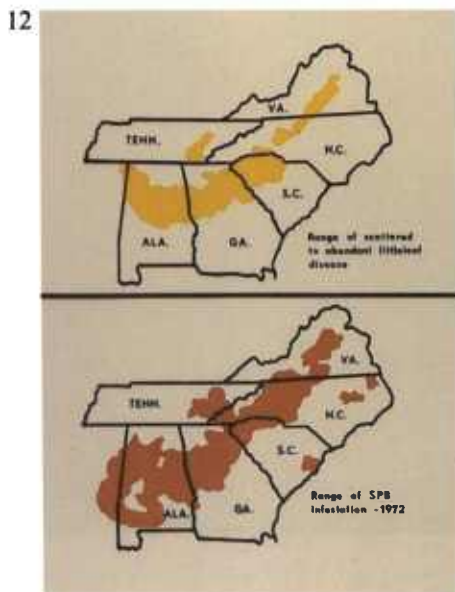 12
VA.
TENN.
N.C.
S.C.
ALA.
GA.
Range of scattered
to abundant littleleaf
disease
VA.
TENN.
N.C.
S.C.
ALA.
GA.
Range of SPB
Infestation -1972